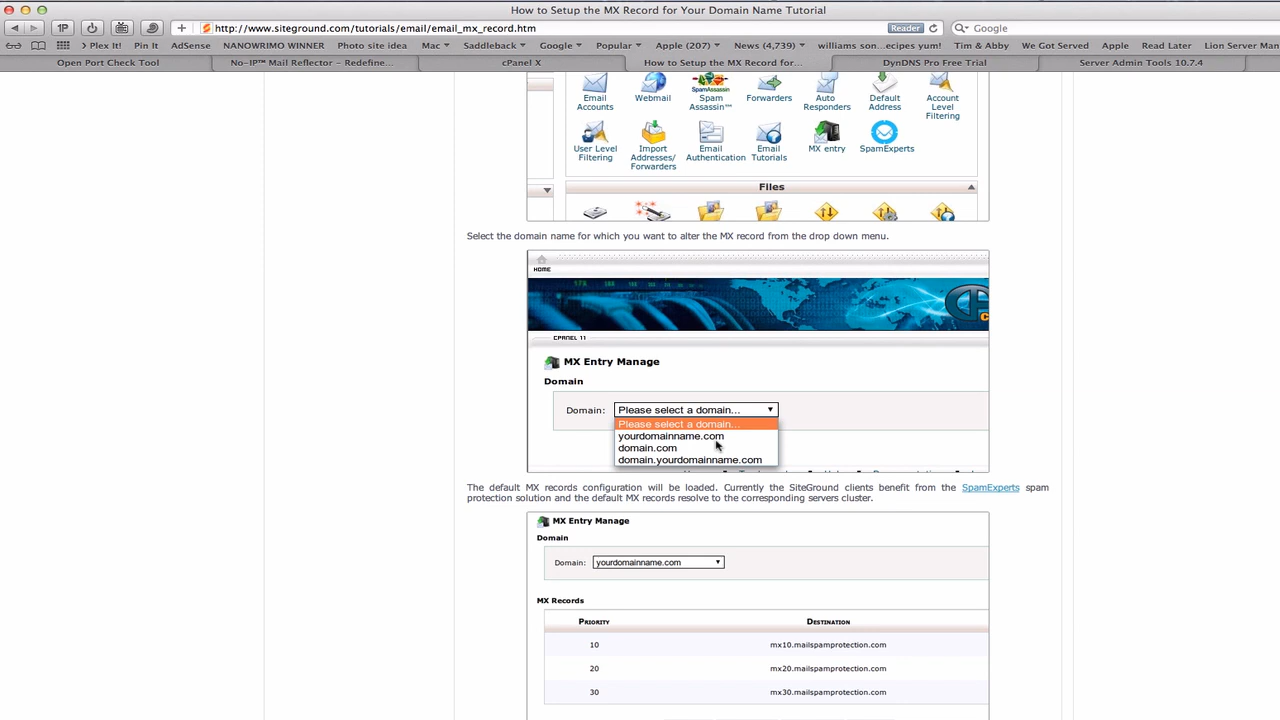 How to Setup the MX Record for Your Domain Name Tutorial
http://www.siteground.com/tutorials/email/email_mx_record.htm
Reader
Google
Plex It!
Pin It
AdSense
NANOWRIMO WINNER
Photo site idea
Mac
Saddleback
Google
Popular
Apple (207)
News (4,739)
williams son...ecipes yum!
Tim & Abby
We Got Served
Apple
Read Later
Lion Server Man
Open Port Check Tool
No-IP™ Mail Reflector – Redefine...
cPanel X
How to Setup the MX Record for...
DynDNS Pro Free Trial
Server Admin Tools 10.7.4
Email Accounts
Webmail
SpamAssassin
Spam Assassin™
Forwarders
Auto Responders
Default Address
Account Level Filtering
User Level Filtering
Import Addresses/ Forwarders
Email Authentication
Email Tutorials
MX entry
SpamExperts
Files
Select the domain name for which you want to alter the MX record from the drop down menu.
HOME
CPANEL 11
MX Entry Manage
Domain
Domain:
Please select a domain...
Please select a domain...
yourdomainname.com
domain.com
domain.yourdomainname.com
The default MX records configuration will be loaded. Currently the SiteGround clients benefit from the SpamExperts spam
protection solution and the default MX records resolve to the corresponding servers cluster.
MX Entry Manage
Domain
Domain:
yourdomainname.com
MX Records
PRIORITY
DESTINATION
10
mx10.mailspamprotection.com
20
mx20.mailspamprotection.com
30
mx30.mailspamprotection.com